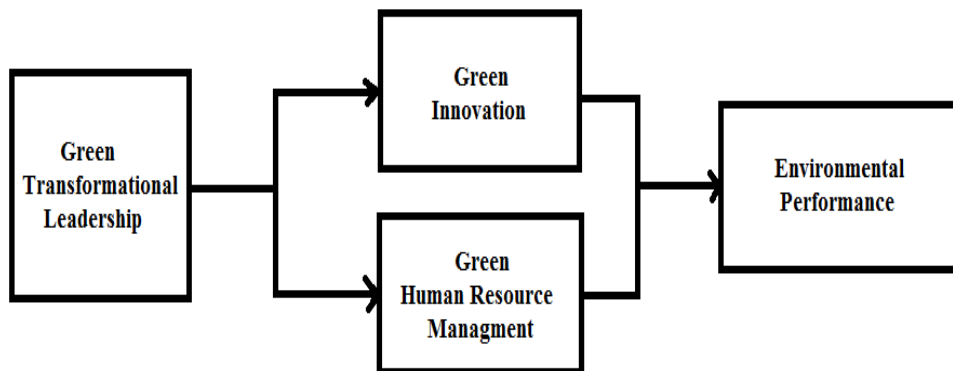 Green
Transformational
Leadership
Green
Innovation
Green
Human Resource
Managment
Environmental
Performance